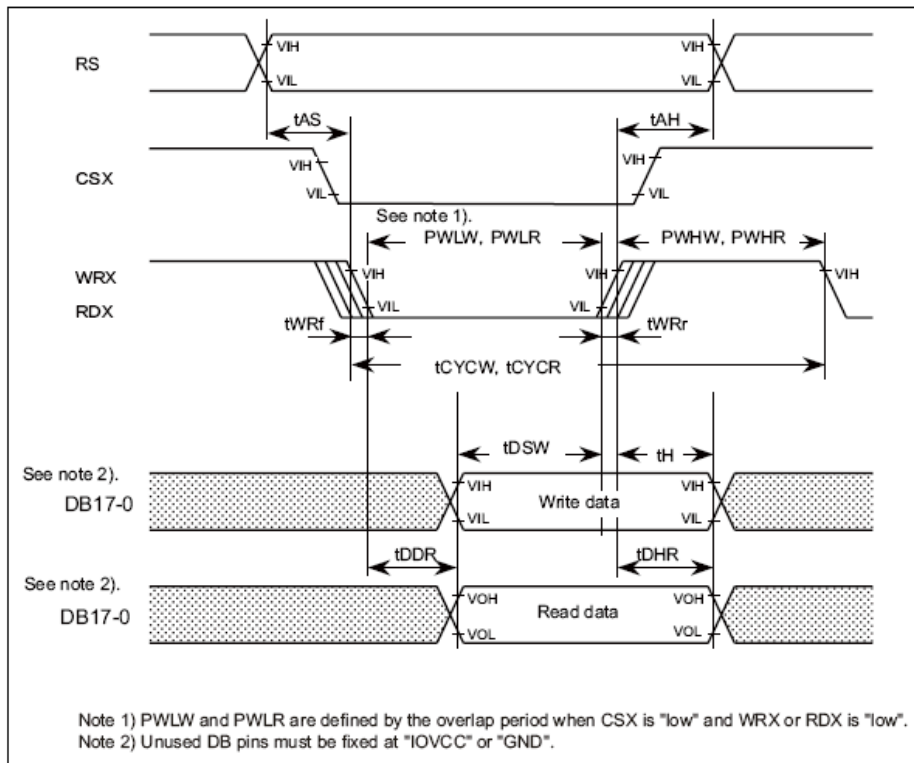 RS
VIH
VIH
VIL
VIL
tAS
tAH
CSX
VIH
VIH
VIL
VIL
See note 1).
PWLW, PWLR
PWHW, PWHR
WRX
VIH
VIH
VIH
RDX
VIL
VIL
tWRf
tWRr
tCYCW, tCYCR
tDSW
tH
See note 2).
DB17-0
VIH
Write data
VIH
VIL
VIL
tDDR
tDHR
See note 2).
DB17-0
VOH
Read data
VOH
VOL
VOL
Note 1) PWLW and PWLR are defined by the overlap period when CSX is "low" and WRX or RDX is "low".
Note 2) Unused DB pins must be fixed at "IOVCC" or "GND".